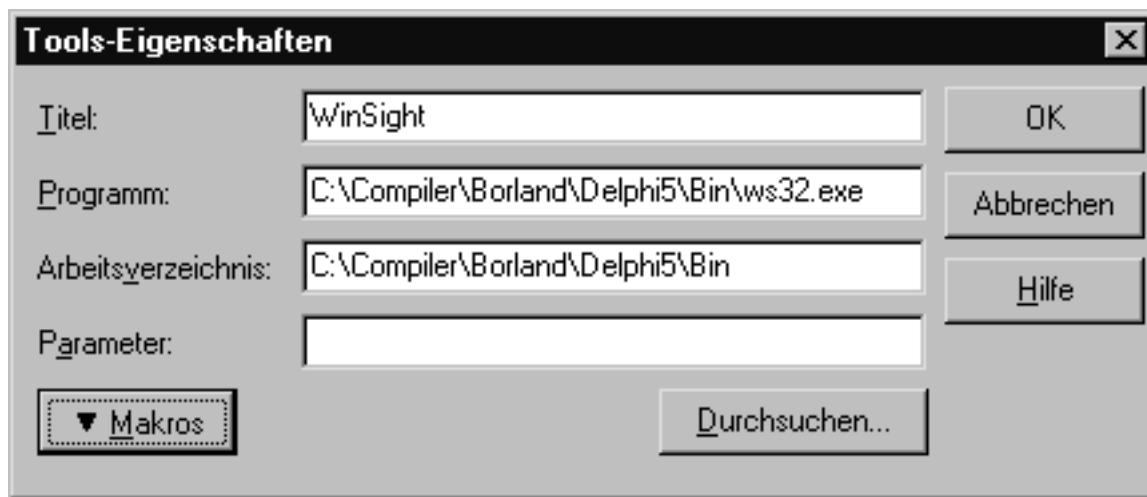 Tools-Eigenschaften
Titel: WinSight OK
Programm: C:\Compiler\Borland\Delphi5\Bin\ws32.exe Abbrechen
Arbeitsverzeichnis: C:\Compiler\Borland\Delphi5\Bin Hilfe
Parameter:
▼ Makros Durchsuchen...